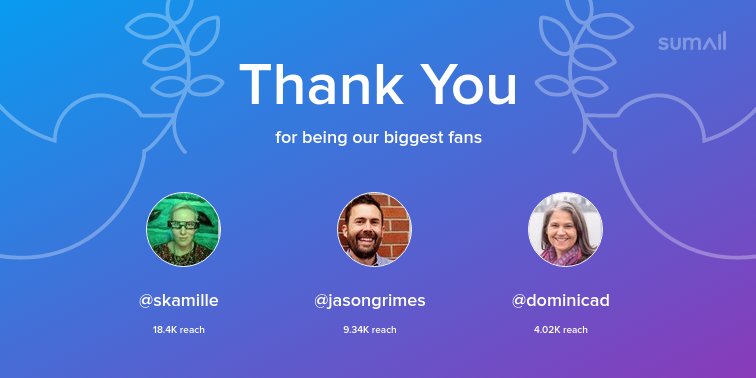 sumall
Thank You
for being our biggest fans
@skamille
@jasongrimes
@dominicad
18.4K reach
9.34K reach
4.02K reach